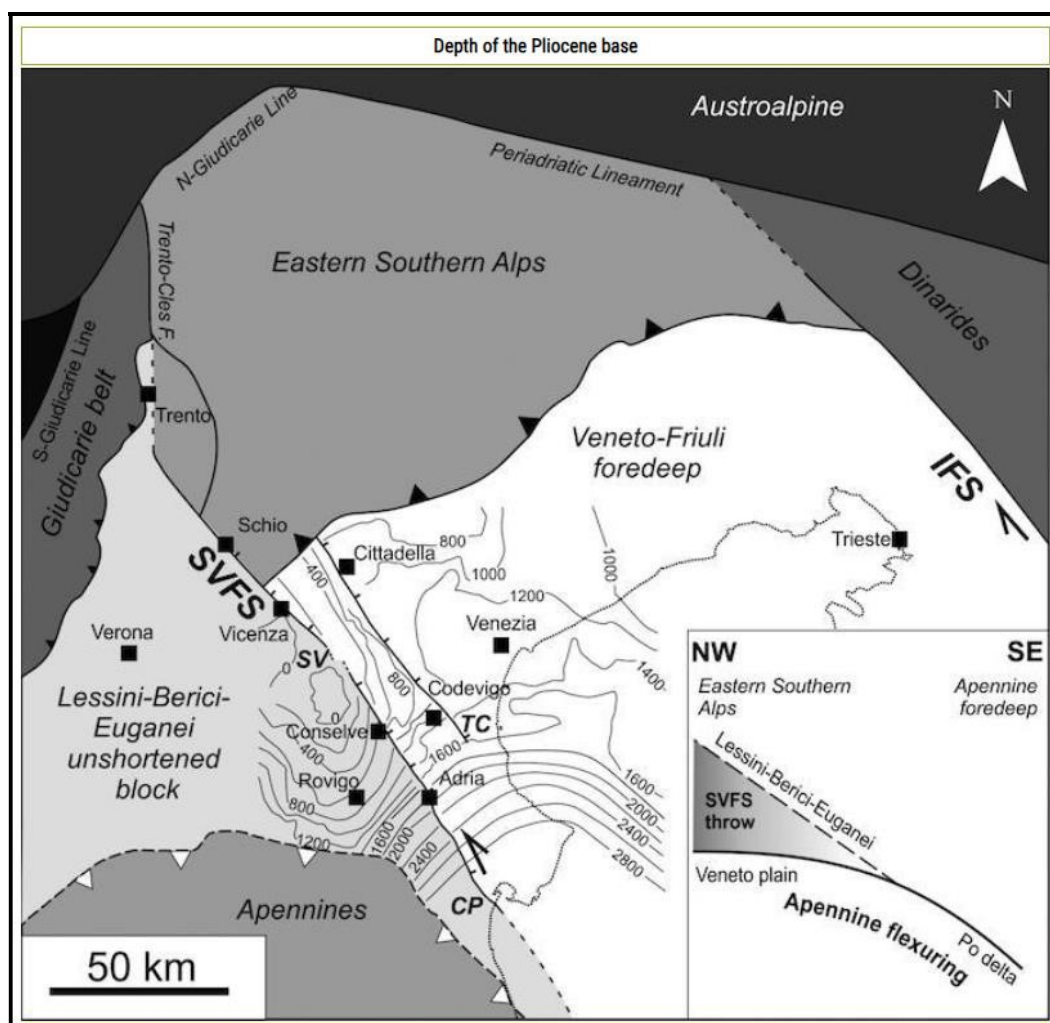 Depth of the Pliocene base
Austroalpine
N
N-Giudicarie Line
Periadriatic Lineament
Trento-Cles F.
Eastern Southern Alps
Dinarides
S-Giudicarie Line
Giudicarie belt
Trento
Veneto-Friuli
foredeep
IFS
Schio
SVFS
Cittadella
400
800
1000
1200
1000
Trieste
Vicenza
Venezia
Verona
SV
0
1400
Lessini-Berici-
Euganei
unshortened
block
800
Codevigo
0
TC
Conselve
400
1600
Rovigo
Adria
800
1200
1600
2000
2400
1600
2000
2400
2800
CP
Apennines
50 km
NW
SE
Eastern Southern
Alps
Apennine
foredeep
Lessini-Berici-Euganei
SVFS
throw
Veneto plain
Apennine flexuring
Po delta